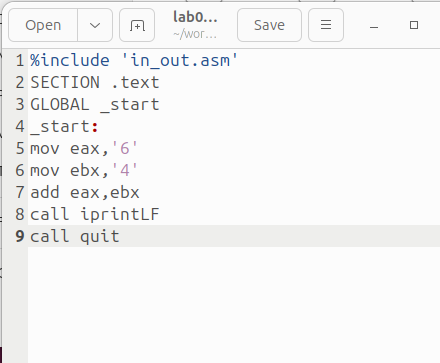 Open
lab0...
~/wor...
Save
1 %include 'in_out.asm'
2 SECTION .text
3 GLOBAL _start
4 _start:
5 mov eax,'6'
6 mov ebx,'4'
7 add eax,ebx
8 call iprintLF
9 call quit